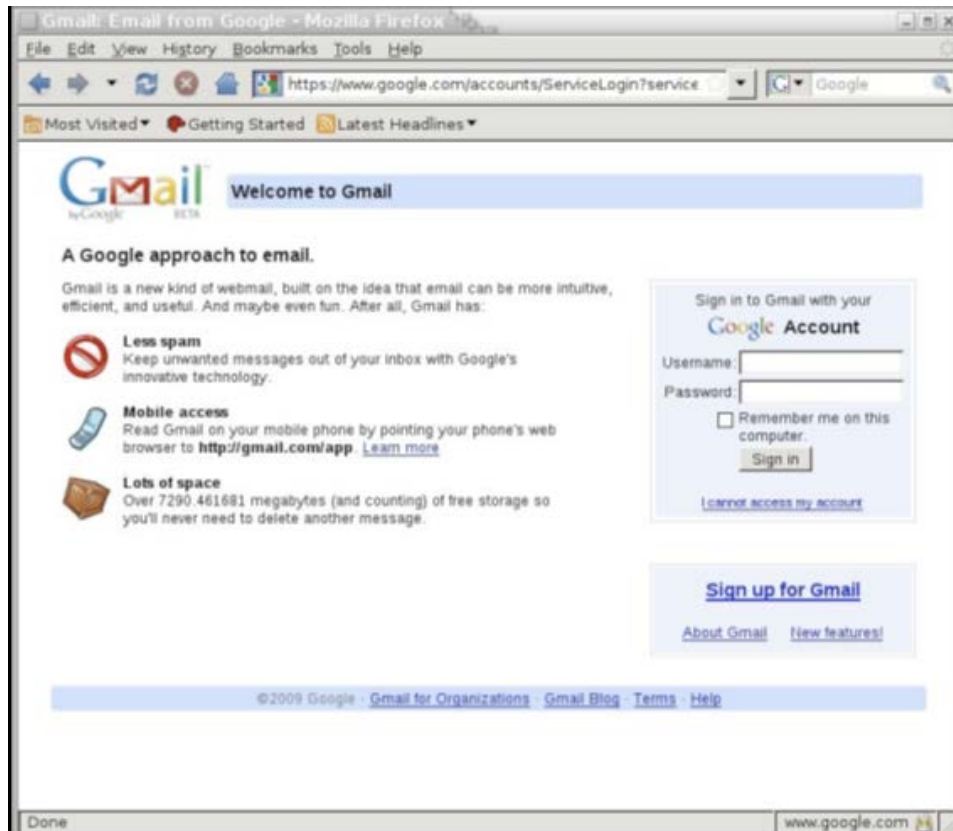 Gmail: Email from Google - Mozilla Firefox
File Edit View History Bookmarks Tools Help
https://www.google.com/accounts/ServiceLogin?service
G Google
Most Visited Getting Started Latest Headlines
Gmail
by Google BETA
Welcome to Gmail
A Google approach to email.
Gmail is a new kind of webmail, built on the idea that email can be more intuitive,
efficient, and useful. And maybe even fun. After all, Gmail has:
Less spam
Keep unwanted messages out of your inbox with Google's
innovative technology.
Mobile access
Read Gmail on your mobile phone by pointing your phone's web
browser to http://gmail.com/app. Learn more
Lots of space
Over 7290.461681 megabytes (and counting) of free storage so
you'll never need to delete another message.
Sign in to Gmail with your
Google Account
Username:
Password:
Remember me on this
computer.
Sign in
I cannot access my account
Sign up for Gmail
About Gmail New features!
©2009 Google - Gmail for Organizations - Gmail Blog - Terms - Help
Done
www.google.com